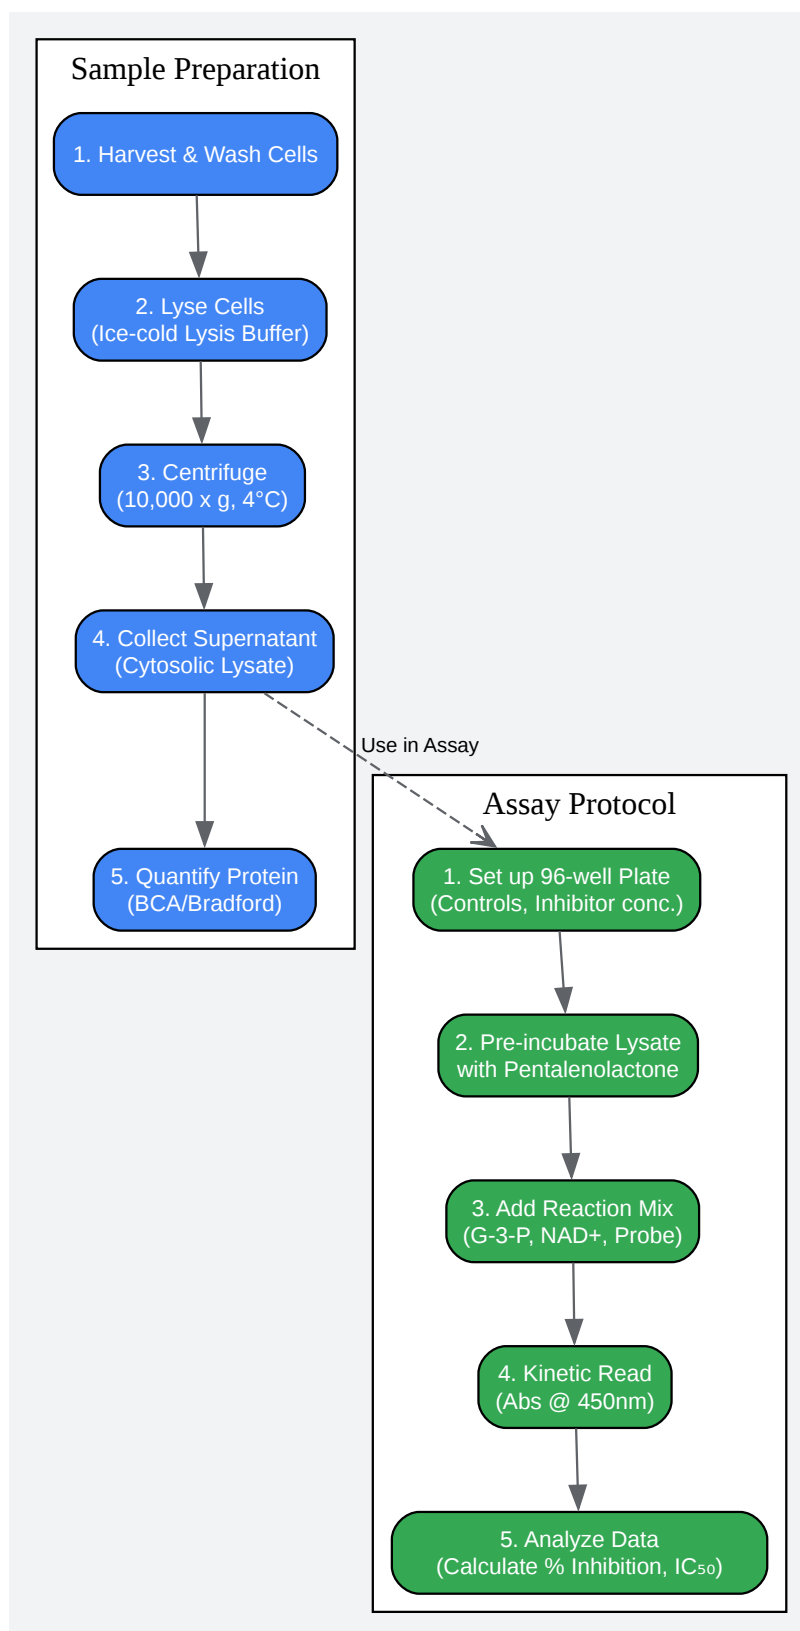 Sample Preparation
1. Harvest & Wash Cells
2. Lyse Cells
(Ice-cold Lysis Buffer)
3. Centrifuge
(10,000 x g, 4°C)
4. Collect Supernatant
(Cytosolic Lysate)
5. Quantify Protein
(BCA/Bradford)
Use in Assay
Assay Protocol
1. Set up 96-well Plate
(Controls, Inhibitor conc.)
2. Pre-incubate Lysate
with Pentalenolactone
3. Add Reaction Mix
(G-3-P, NAD+, Probe)
4. Kinetic Read
(Abs @ 450nm)
5. Analyze Data
(Calculate % Inhibition, IC₅₀)